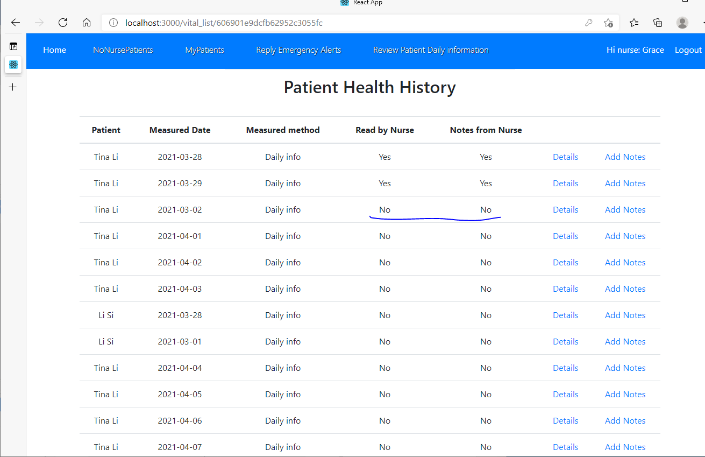 React App
localhost:3000/vital_list/606901e9dcfb62952c3055fc
Home NoNursePatients MyPatients Reply Emergency Alerts Review Patient Daily information Hi nurse: Grace Logout
Patient Health History
Patient Measured Date Measured method Read by Nurse Notes from Nurse
Tina Li 2021-03-28 Daily info Yes Yes Details Add Notes
Tina Li 2021-03-29 Daily info Yes Yes Details Add Notes
Tina Li 2021-03-02 Daily info No No Details Add Notes
Tina Li 2021-04-01 Daily info No No Details Add Notes
Tina Li 2021-04-02 Daily info No No Details Add Notes
Tina Li 2021-04-03 Daily info No No Details Add Notes
Li Si 2021-03-28 Daily info No No Details Add Notes
Li Si 2021-03-01 Daily info No No Details Add Notes
Tina Li 2021-04-04 Daily info No No Details Add Notes
Tina Li 2021-04-05 Daily info No No Details Add Notes
Tina Li 2021-04-06 Daily info No No Details Add Notes
Tina Li 2021-04-07 Daily info No No Details Add Notes